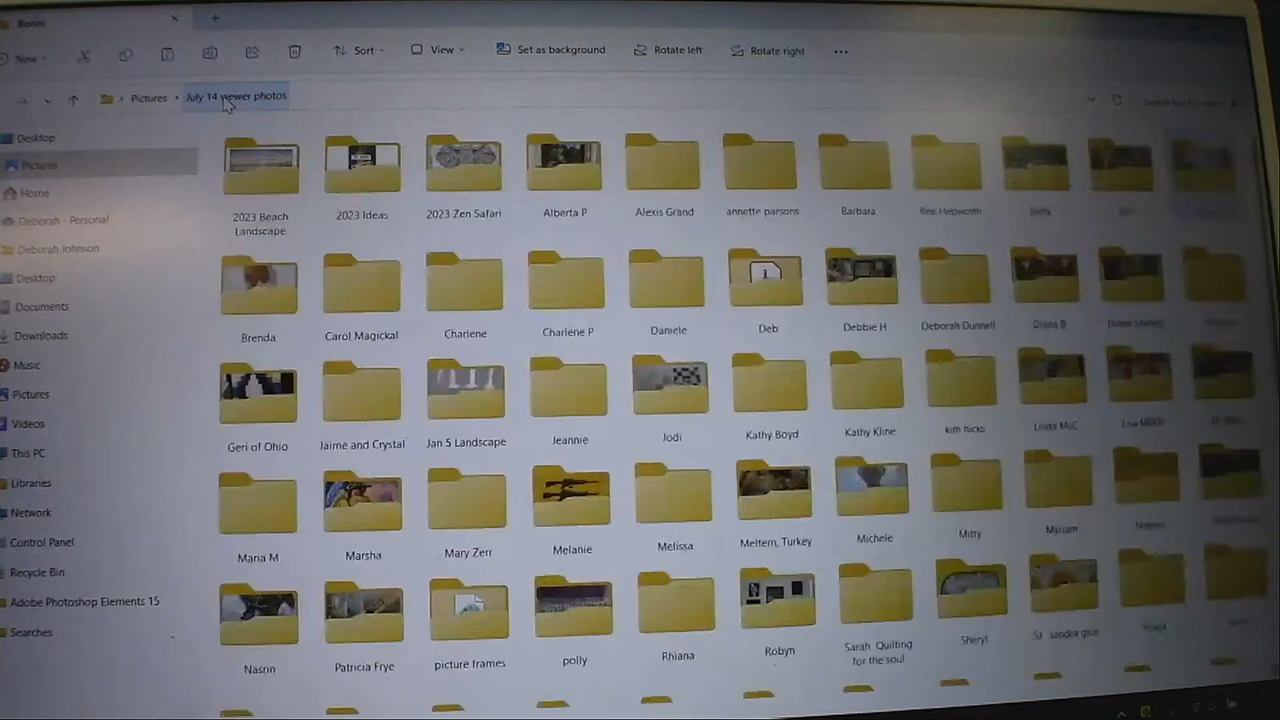 New
Sort
View
Set as background
Rotate left
Rotate right
Pictures
July 14 viewer photos
Desktop
Pictures
Home
Deborah - Personal
Deborah Johnson
Desktop
Documents
Downloads
Music
Pictures
Videos
This PC
Libraries
Network
Control Panel
Recycle Bin
Adobe Photoshop Elements 15
Searches
2023 Beach
Landscape
2023 Ideas
2023 Zen Safari
Alberta P
Alexis Grand
annette parsons
Barbara
Bee Hepworth
Brenda
Carol Magickal
Charlene
Charlene P
Daniele
Deb
Debbie H
Deborah Dunnell
Diana B
Geri of Ohio
Jaime and Crystal
Jan 5 Landscape
Jeannie
Jodi
Kathy Boyd
Kathy Kline
kim hicks
Linda McC
Maria M
Marsha
Mary Zerr
Melanie
Melissa
Meltem, Turkey
Michele
Mitty
Myriam
Nasrin
Patricia Frye
picture frames
polly
Rhiana
Robyn
Sarah Quilting
for the soul
Sheryl